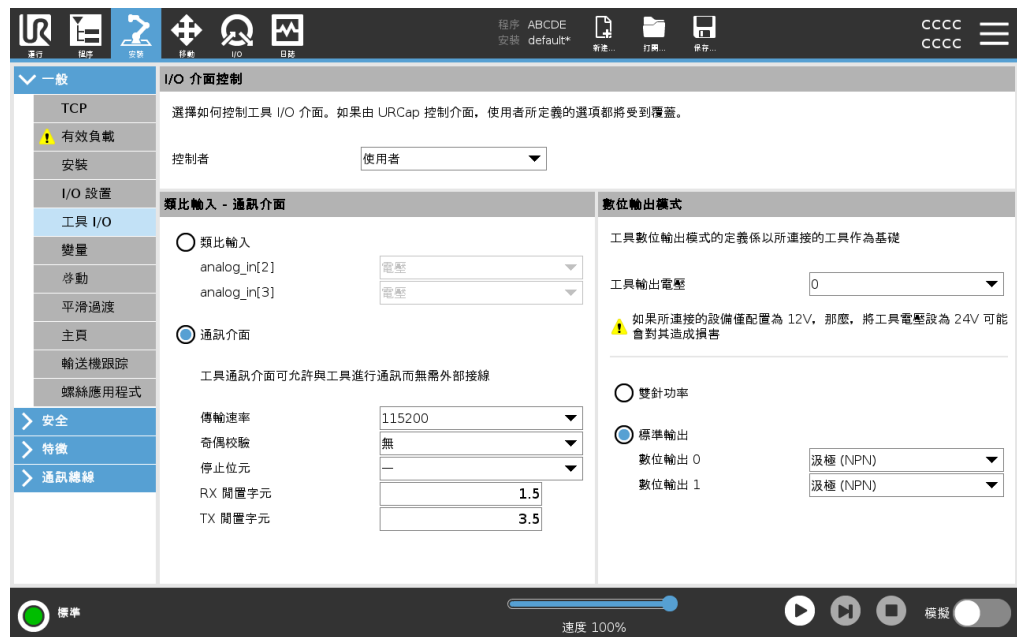 程序 ABCDE
安裝 default*
運行
程序
安裝
移動
I/O
日誌
新建...
打開...
保存...
CCCC
CCCC
一般
TCP
有效負載
安裝
I/O 設置
工具 I/O
變量
啓動
平滑過渡
主頁
輸送機跟踪
螺絲應用程式
安全
特徵
通訊總線
I/O 介面控制
選擇如何控制工具 I/O 介面。如果由 URCap 控制介面，使用者所定義的選項都將受到覆蓋。
控制者
使用者
類比輸入 - 通訊介面
類比輸入
analog_in[2]
電壓
analog_in[3]
電壓
通訊介面
工具通訊介面可允許與工具進行通訊而無需外部接線
傳輸速率
115200
奇偶校驗
無
停止位元
一
RX 閒置字元
1.5
TX 閒置字元
3.5
數位輸出模式
工具數位輸出模式的定義係以所連接的工具作為基礎
工具輸出電壓
0
如果所連接的設備僅配置為 12V，那麼，將工具電壓設為 24V 可能
會對其造成損害
雙針功率
標準輸出
數位輸出 0
汲極 (NPN)
數位輸出 1
汲極 (NPN)
標準
速度 100%
模擬